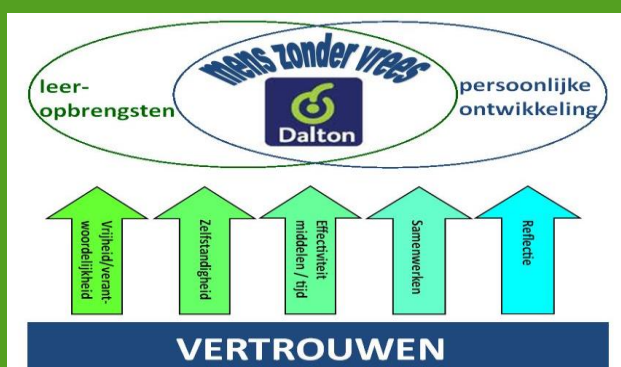 mens zonder vrees
leer-
opbrengsten
persoonlijke
ontwikkeling
Dalton
Vrijheid/verant-
woordelijkheid
Zelfstandigheid
Effectiviteit
middelen / tijd
Samenwerken
Reflectie
VERTROUWEN